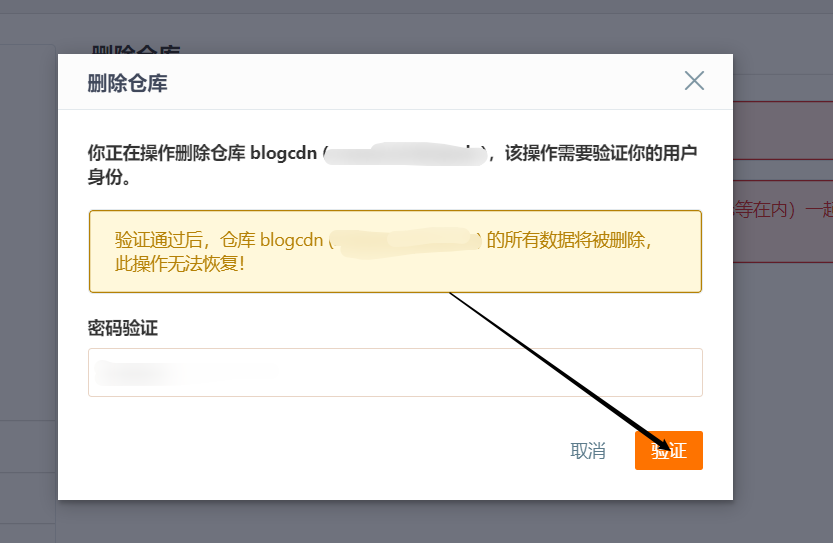 删除仓库
删除仓库
你正在操作删除仓库 blogcdn (),该操作需要验证你的用户
身份。
等在内)一起
验证通过后,仓库 blogcdn () 的所有数据将被删除,
此操作无法恢复!
密码验证
取消 验证